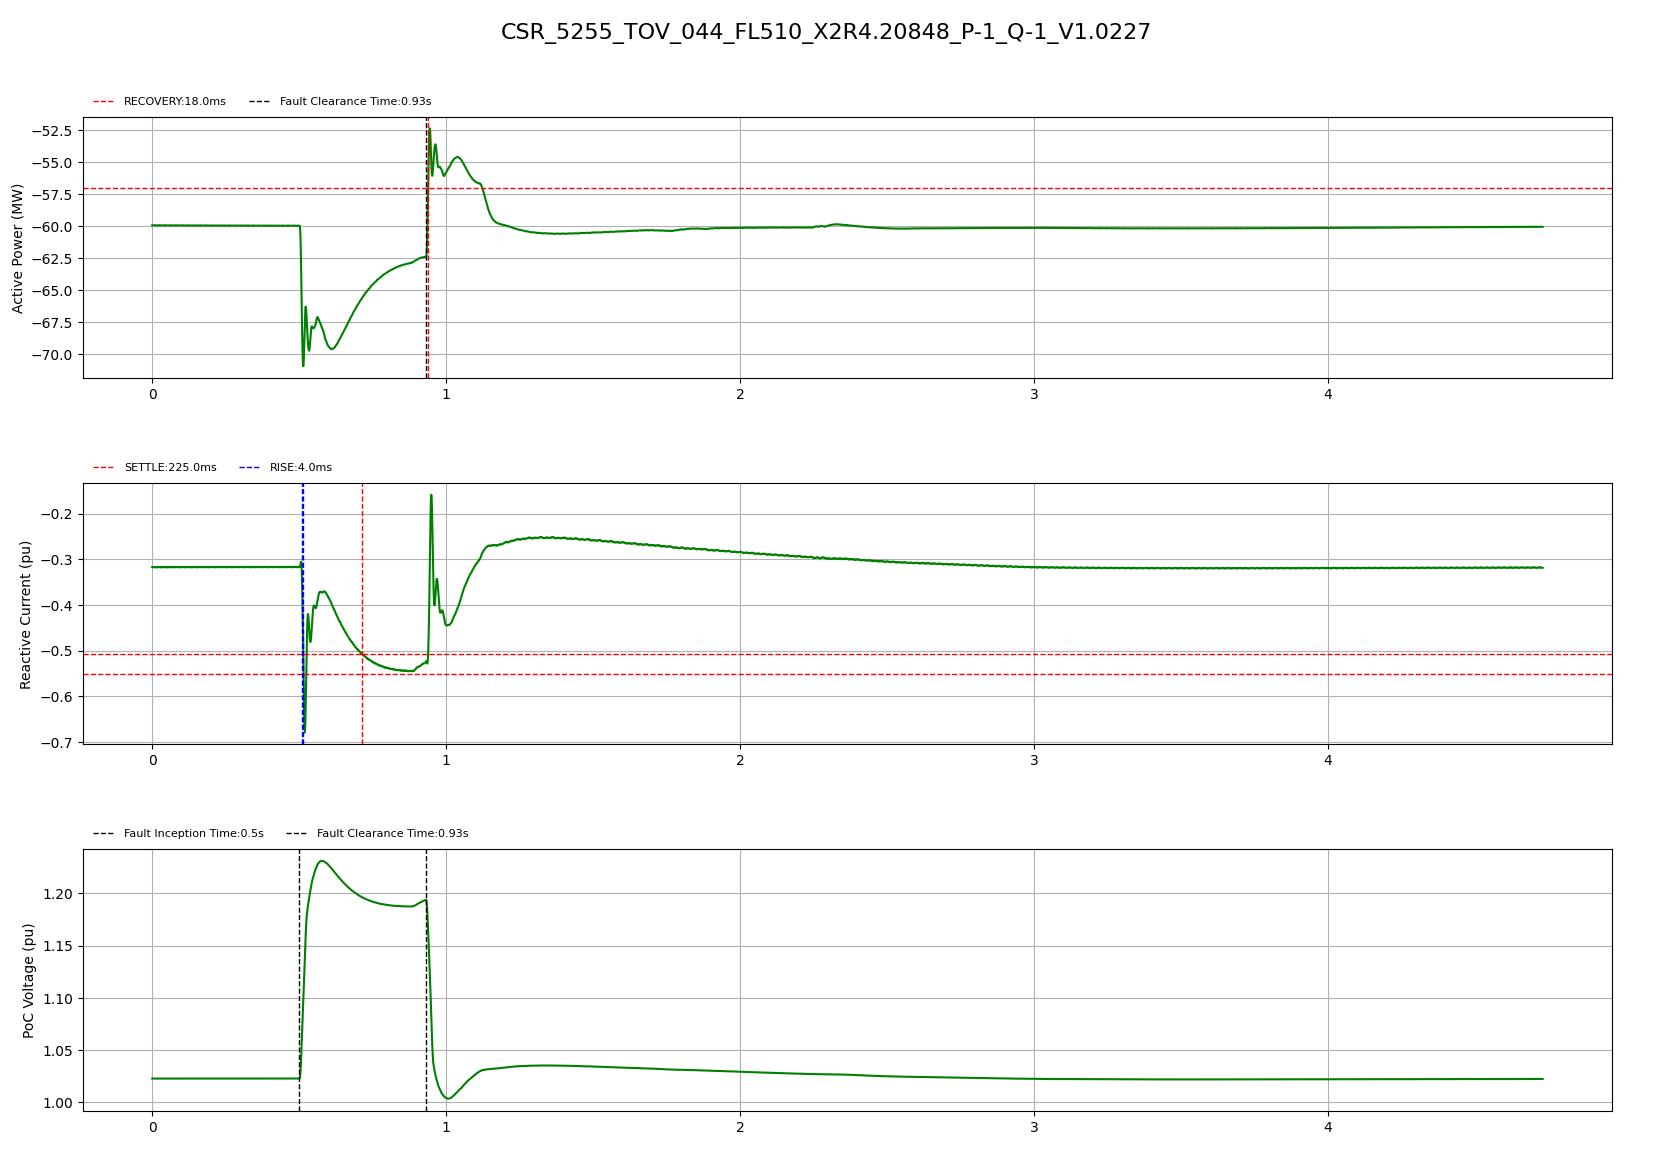 CSR_5255_TOV_044_FL510_X2R4.20848_P-1_Q-1_V1.0227
RECOVERY:18.0ms Fault Clearance Time:0.93s
Active Power (MW)
−52.5
−55.0
−57.5
−60.0
−62.5
−65.0
−67.5
−70.0
0 1 2 3 4
SETTLE:225.0ms RISE:4.0ms
Reactive Current (pu)
−0.2
−0.3
−0.4
−0.5
−0.6
−0.7
0 1 2 3 4
Fault Inception Time:0.5s Fault Clearance Time:0.93s
PoC Voltage (pu)
1.20
1.15
1.10
1.05
1.00
0 1 2 3 4